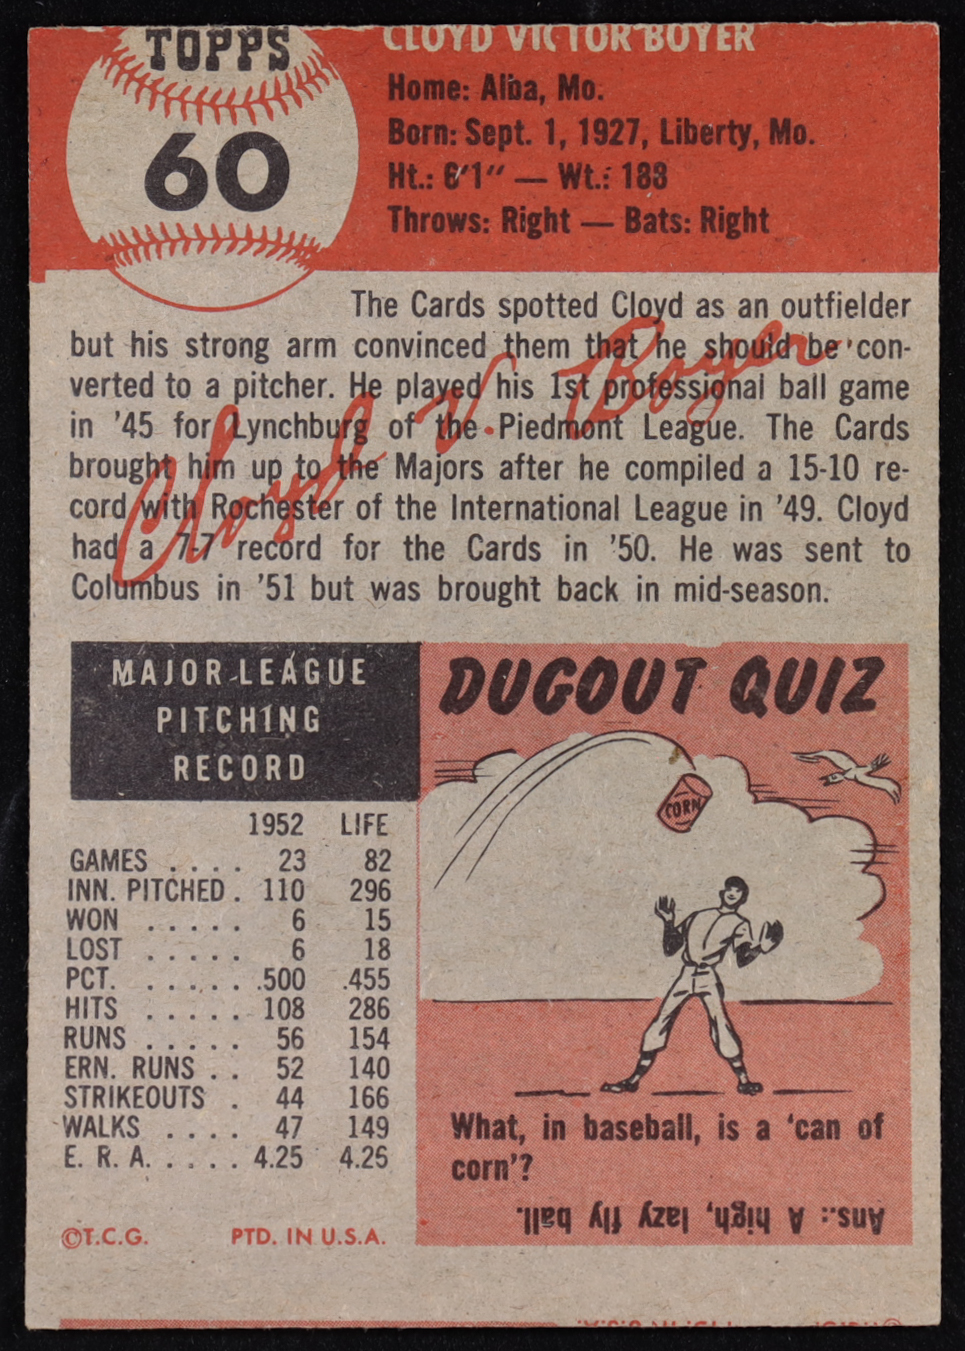 TOPPS
60
CLOYD VICTOR BOYER
Home: Alba, Mo.
Born: Sept. 1, 1927, Liberty, Mo.
Ht.: 6'1" — Wt.: 188
Throws: Right — Bats: Right
The Cards spotted Cloyd as an outfielder
but his strong arm convinced them that he should be con-
verted to a pitcher. He played his 1st professional ball game
in '45 for Lynchburg of the Piedmont League. The Cards
brought him up to the Majors after he compiled a 15-10 re-
cord with Rochester of the International League in '49. Cloyd
had a 7-7 record for the Cards in '50. He was sent to
Columbus in '51 but was brought back in mid-season.
Cloyd V. Boyer
MAJOR LEAGUE
PITCHING
RECORD
1952 LIFE
GAMES . . . . 23 82
INN. PITCHED . 110 296
WON . . . . . 6 15
LOST . . . . . 6 18
PCT. . . . . . .500 .455
HITS . . . . . 108 286
RUNS . . . . . 56 154
ERN. RUNS . . 52 140
STRIKEOUTS . 44 166
WALKS . . . . 47 149
E. R. A. . . . . 4.25 4.25
©T.C.G. PTD. IN U.S.A.
DUGOUT QUIZ
CORN
What, in baseball, is a 'can of
corn'?
Ans.: A high, lazy fly ball.